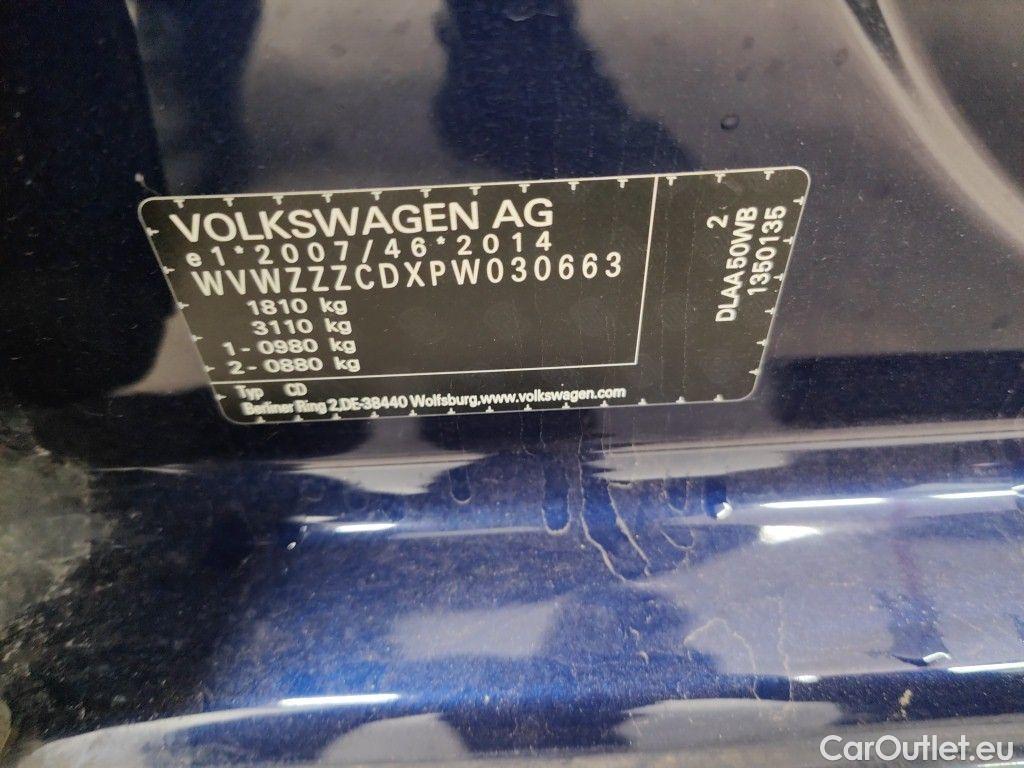 VOLKSWAGEN AG
e1*2007/46*2014
WVWZZZCDXPW030663
1810 kg
3110 kg
1-0980 kg
2-0880 kg
Typ CD
Berliner Ring 2,DE-38440 Wolfsburg,www.volkswagen.com
2
DLAA50WB
1350135
CarOutlet.eu